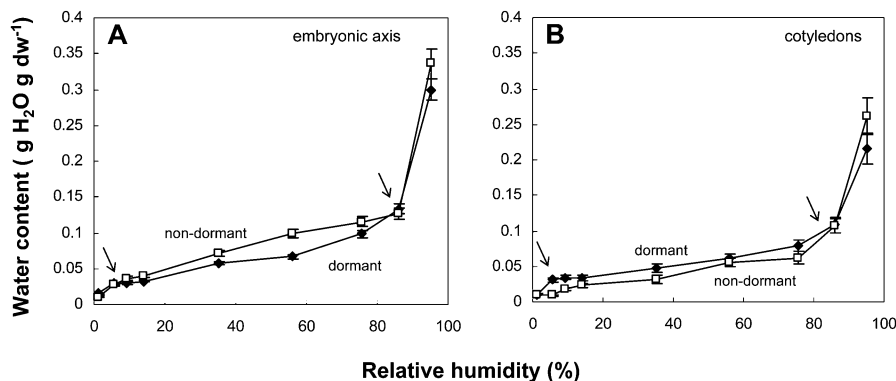 A
embryonic axis
B
cotyledons
Water content ( g H₂O g dw⁻¹)
0.4
0.35
0.3
0.25
0.2
0.15
0.1
0.05
0
0.4
0.35
0.3
0.25
0.2
0.15
0.1
0.05
0
non-dormant
dormant
dormant
non-dormant
0 20 40 60 80 100
0 20 40 60 80 100
Relative humidity (%)